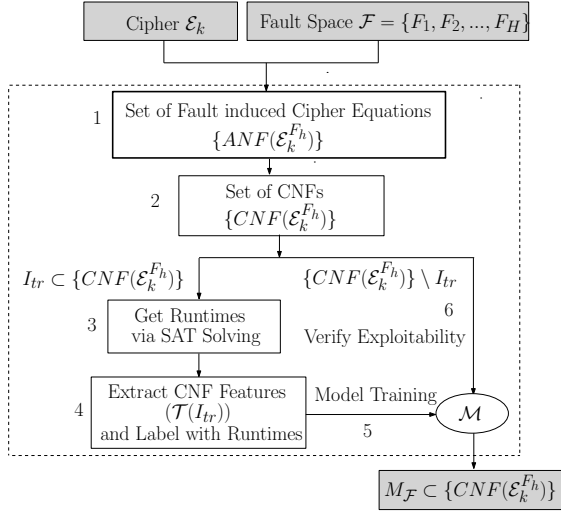 Cipher $\mathcal{E}_k$
Fault Space $\mathcal{F} = \{F_1, F_2, ..., F_H\}$
1
Set of Fault induced Cipher Equations
$\{ANF(\mathcal{E}_k^{F_h})\}$
2
Set of CNFs
$\{CNF(\mathcal{E}_k^{F_h})\}$
$I_{tr} \subset \{CNF(\mathcal{E}_k^{F_h})\}$
$\{CNF(\mathcal{E}_k^{F_h})\} \setminus I_{tr}$
3
Get Runtimes
via SAT Solving
6
Verify Exploitability
4
Extract CNF Features
$(\mathcal{T}(I_{tr}))$
and Label with Runtimes
Model Training
5
$\mathcal{M}$
$M_{\mathcal{F}} \subset \{CNF(\mathcal{E}_k^{F_h})\}$